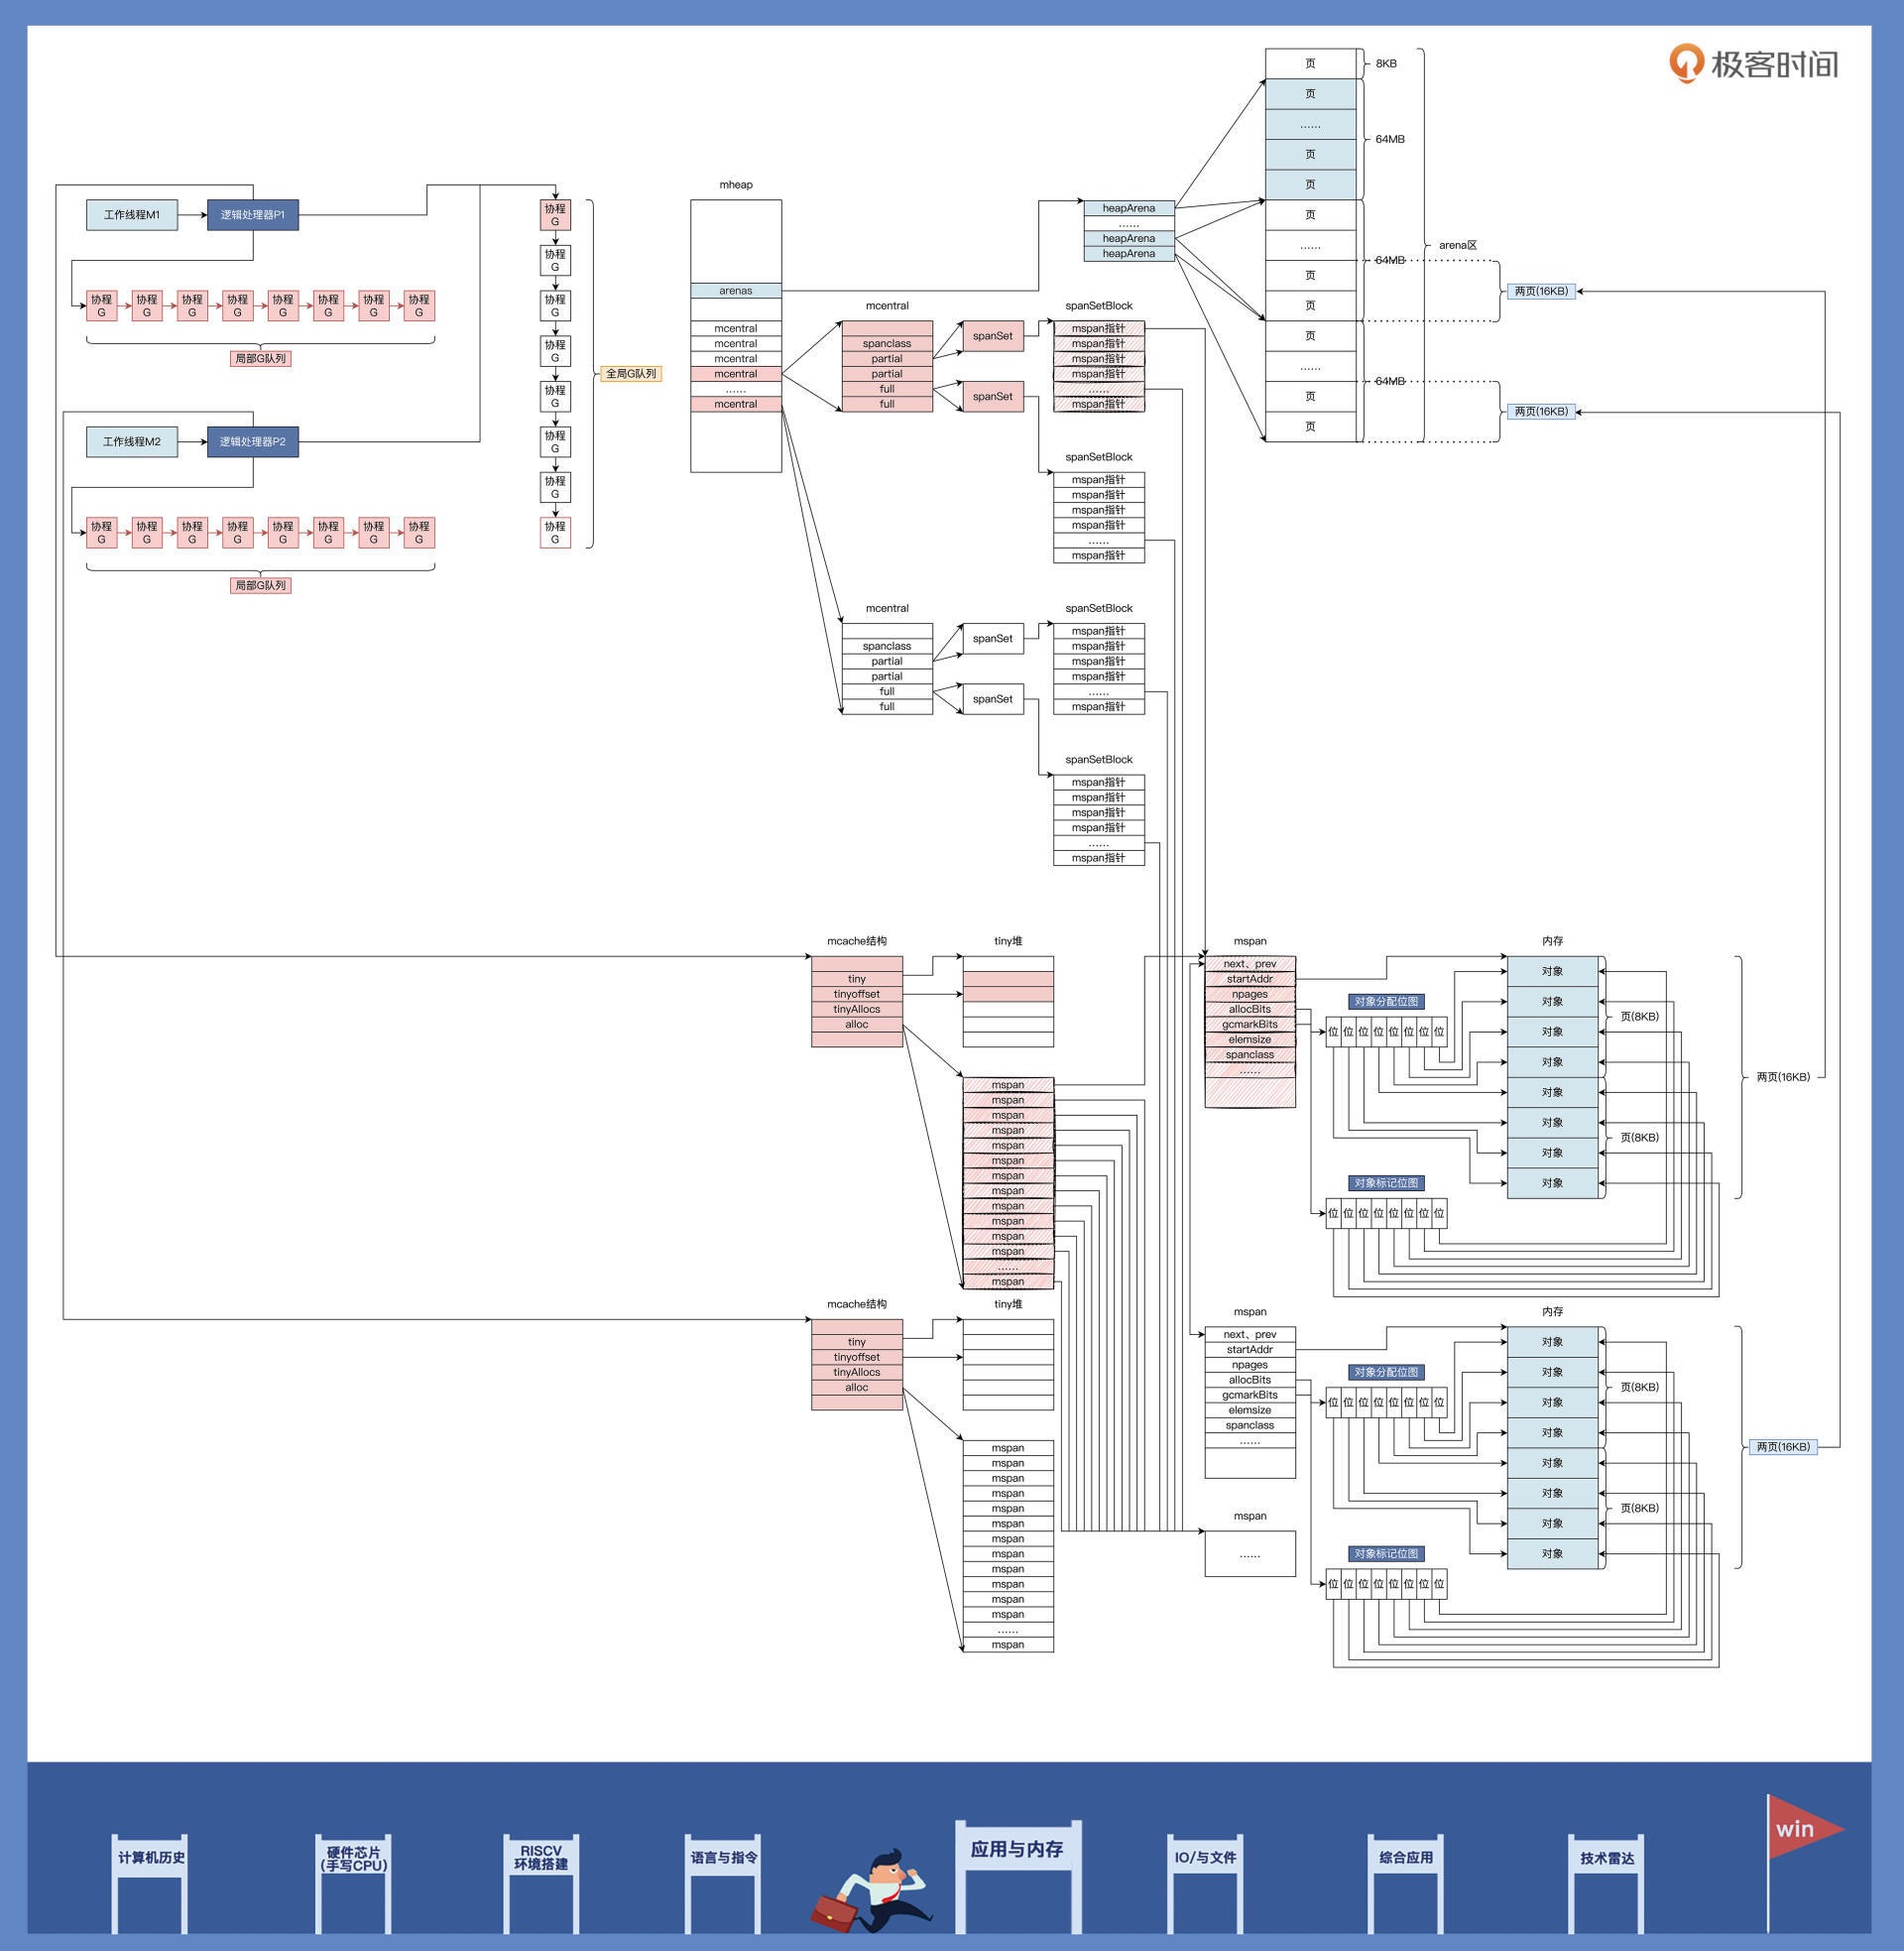 极客时间
页
8KB
页
……
64MB
页
页
页
……
arena区
64MB
页
两页(16KB)
页
页
……
64MB
页
两页(16KB)
页
heapArena
……
heapArena
heapArena
工作线程M1
逻辑处理器P1
协程
G
协程
G
协程
G
协程
G
协程
G
协程
G
协程
G
协程
G
局部G队列
工作线程M2
逻辑处理器P2
协程
G
协程
G
协程
G
协程
G
协程
G
协程
G
协程
G
协程
G
局部G队列
协程
G
协程
G
协程
G
协程
G
协程
G
协程
G
协程
G
协程
G
全局G队列
mheap
arenas
mcentral
mcentral
mcentral
mcentral
……
mcentral
mcentral
spanclass
partial
partial
full
full
spanSet
spanSet
spanSetBlock
mspan指针
mspan指针
mspan指针
mspan指针
……
mspan指针
spanSetBlock
mspan指针
mspan指针
mspan指针
mspan指针
……
mspan指针
mcentral
spanclass
partial
partial
full
full
spanSet
spanSet
spanSetBlock
mspan指针
mspan指针
mspan指针
mspan指针
……
mspan指针
spanSetBlock
mspan指针
mspan指针
mspan指针
mspan指针
……
mspan指针
mcache结构
tiny
tinyoffset
tinyAllocs
alloc
tiny堆
mspan
mspan
mspan
mspan
mspan
mspan
mspan
mspan
mspan
mspan
mspan
mspan
……
mspan
mspan
next、prev
startAddr
npages
allocBits
gcmarkBits
elemsize
spanclass
……
对象分配位图
位 位 位 位 位 位 位 位
对象标记位图
位 位 位 位 位 位 位 位
内存
对象
对象
对象
对象
对象
对象
对象
对象
页(8KB)
页(8KB)
两页(16KB)
mcache结构
tiny
tinyoffset
tinyAllocs
alloc
tiny堆
mspan
mspan
mspan
mspan
mspan
mspan
mspan
mspan
mspan
mspan
mspan
mspan
……
mspan
mspan
next、prev
startAddr
npages
allocBits
gcmarkBits
elemsize
spanclass
……
mspan
……
对象分配位图
位 位 位 位 位 位 位 位
对象标记位图
位 位 位 位 位 位 位 位
内存
对象
对象
对象
对象
对象
对象
对象
对象
页(8KB)
页(8KB)
两页(16KB)
计算机历史
硬件芯片
(手写CPU)
RISCV
环境搭建
语言与指令
应用与内存
IO/与文件
综合应用
技术雷达
win